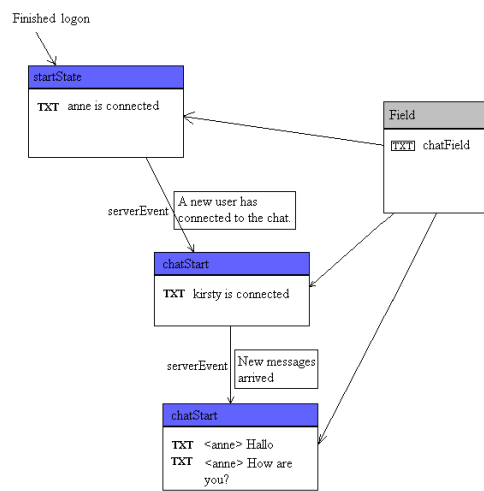 Finished logon
startState
TXT anne is connected
Field
TXT chatField
serverEvent
A new user has
connected to the chat.
chatStart
TXT kirsty is connected
serverEvent
New messages
arrived
chatStart
TXT <anne> Hallo
TXT <anne> How are
you?